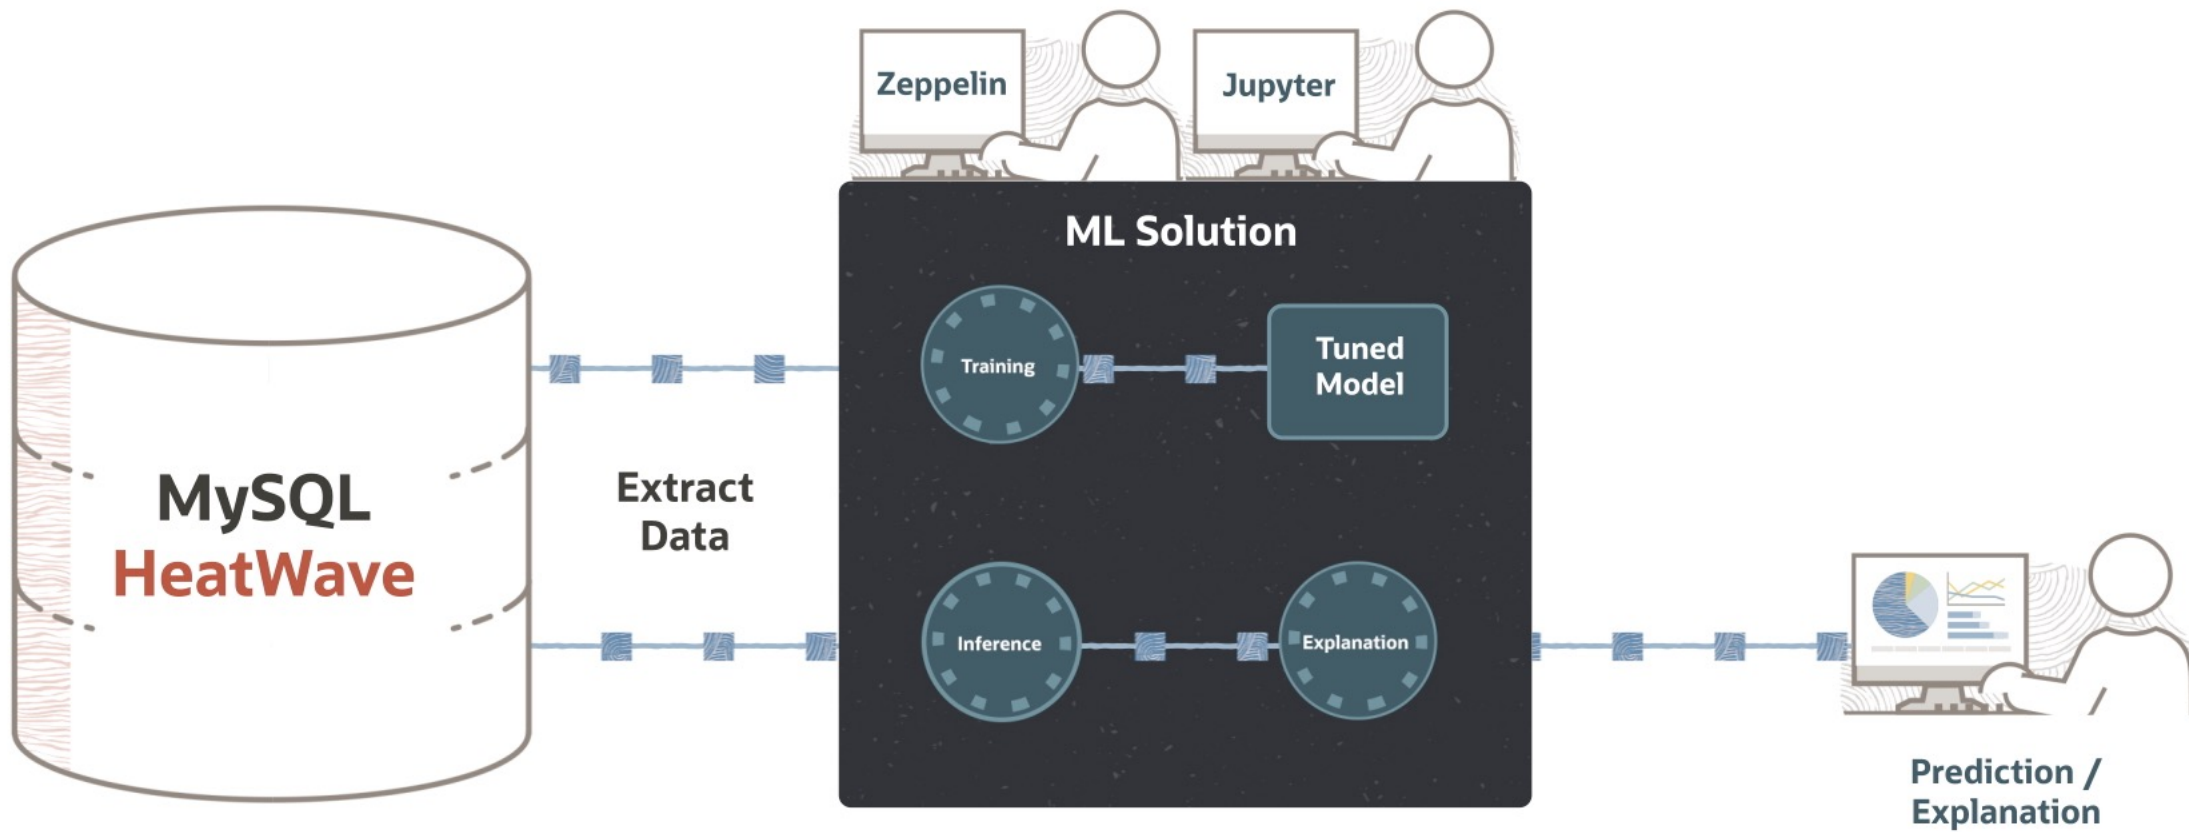 Zeppelin
Jupyter
ML Solution
Training
Tuned
Model
MySQL
HeatWave
Extract
Data
Inference
Explanation
Prediction /
Explanation